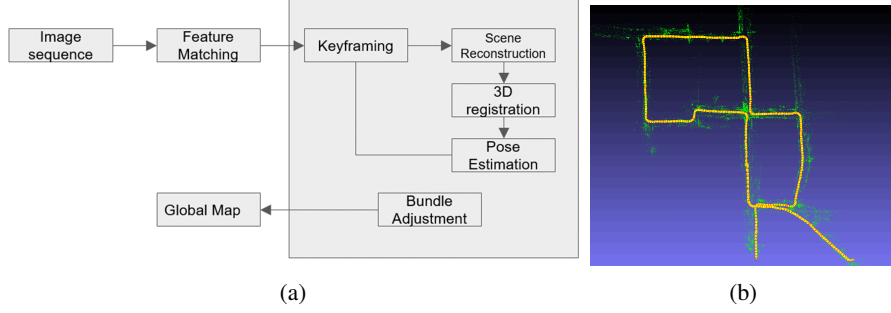 Image
sequence
Feature
Matching
Keyframing
Scene
Reconstruction
3D
registration
Pose
Estimation
Global Map
Bundle
Adjustment
(a)
(b)